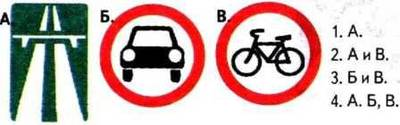 А Б. В.
1. А.
2. А и В.
3. Б и В.
4. А. Б, В.